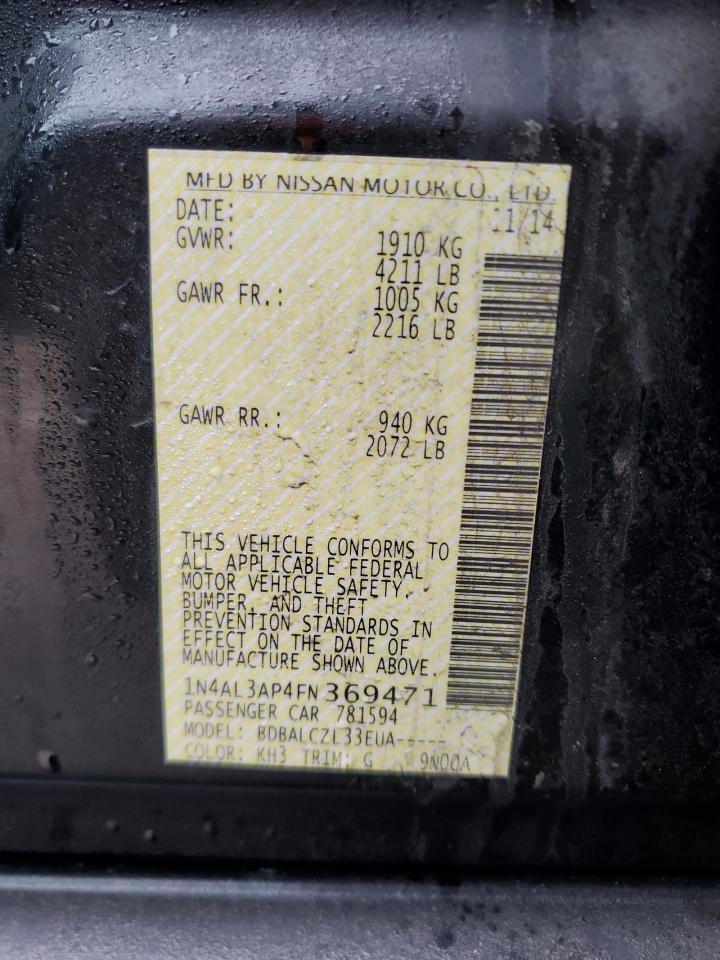 MFD BY NISSAN MOTOR CO., LTD.
DATE: 11/14
GVWR: 1910 KG
4211 LB
GAWR FR.: 1005 KG
2216 LB
GAWR RR.: 940 KG
2072 LB
THIS VEHICLE CONFORMS TO
ALL APPLICABLE FEDERAL
MOTOR VEHICLE SAFETY,
BUMPER, AND THEFT
PREVENTION STANDARDS IN
EFFECT ON THE DATE OF
MANUFACTURE SHOWN ABOVE.
1N4AL3AP4FN369471
PASSENGER CAR 781594
MODEL: BDBALCZL33EUA-----
COLOR: KH3 TRIM: G 9N00A